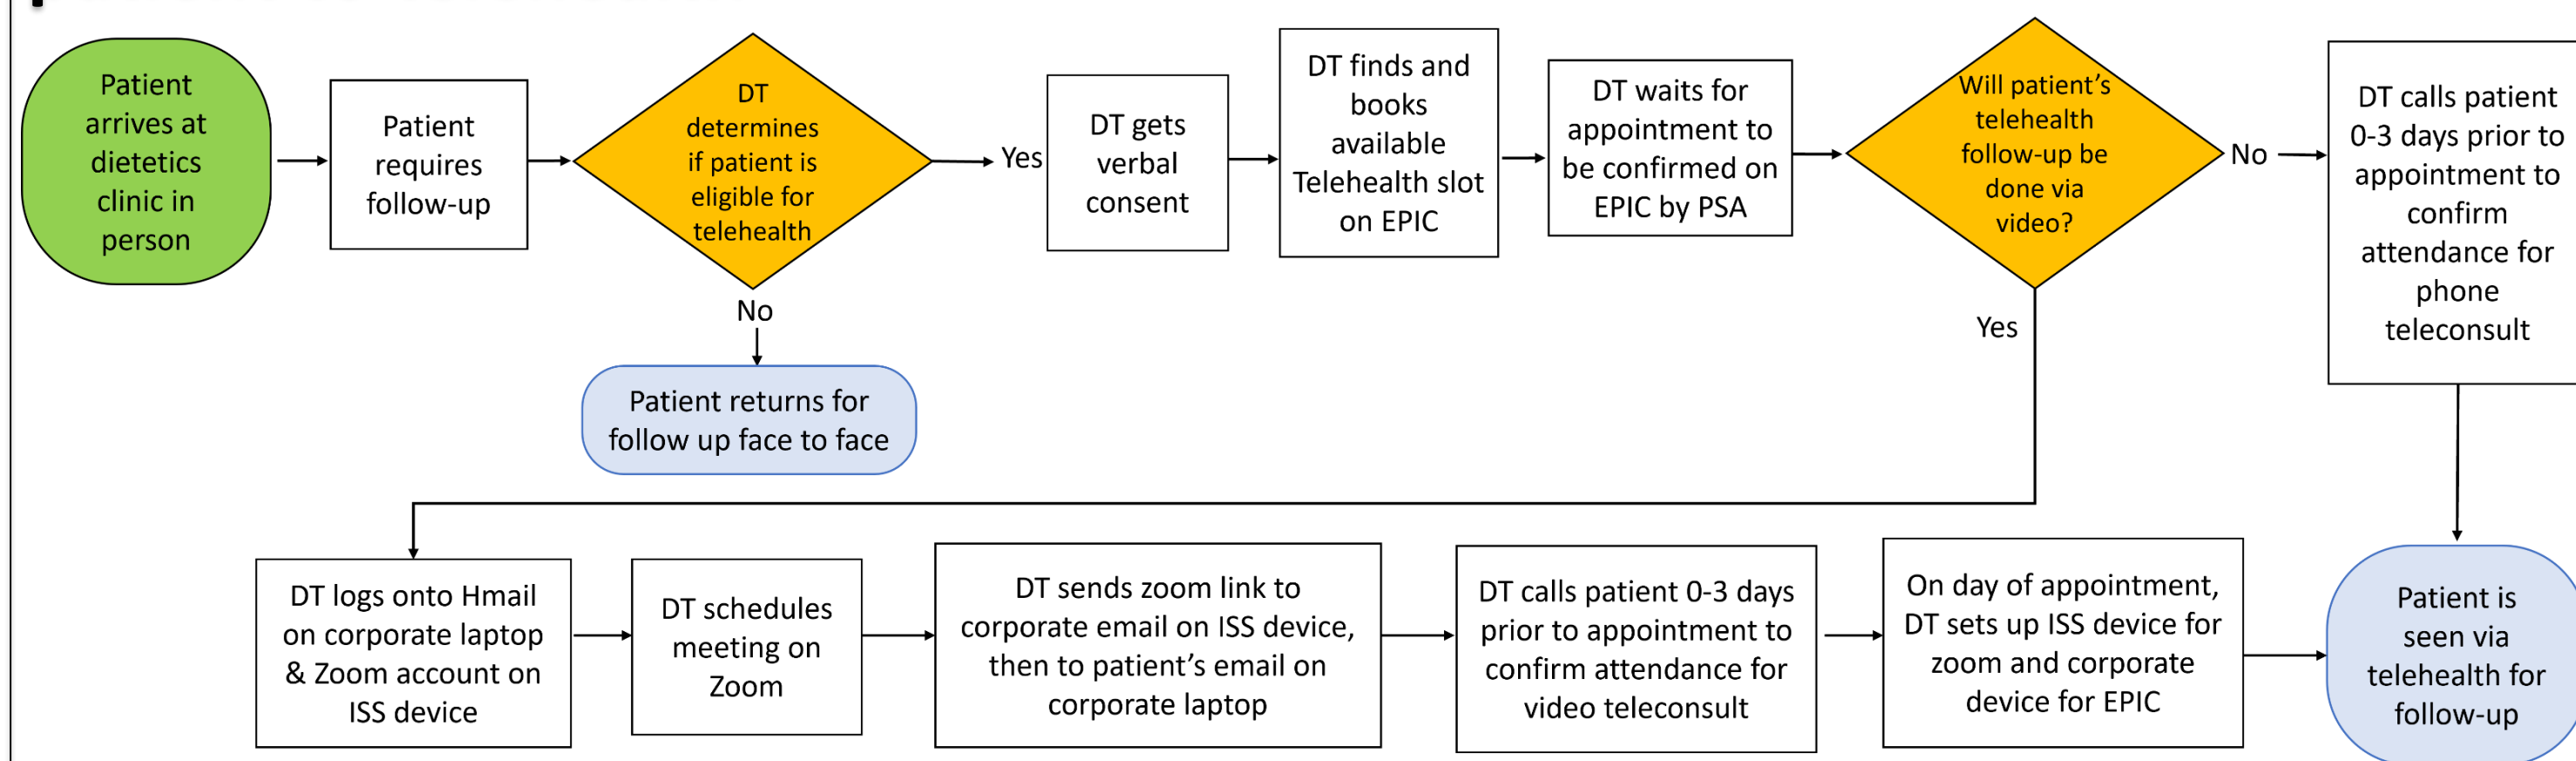 Patient
arrives at
dietetics
clinic in
person
Patient
requires
follow-up
DT
determines
if patient is
eligible for
telehealth
Yes
No
Patient returns for
follow up face to face
DT gets
verbal
consent
DT finds and
books
available
Telehealth slot
on EPIC
DT waits for
appointment to
be confirmed on
EPIC by PSA
Will patient’s
telehealth
follow-up be
done via
video?
No
Yes
DT calls patient
0-3 days prior to
appointment to
confirm
attendance for
phone
teleconsult
DT logs onto Hmail
on corporate laptop
& Zoom account on
ISS device
DT schedules
meeting on
Zoom
DT sends zoom link to
corporate email on ISS device,
then to patient’s email on
corporate laptop
DT calls patient 0-3 days
prior to appointment to
confirm attendance for
video teleconsult
On day of appointment,
DT sets up ISS device for
zoom and corporate
device for EPIC
Patient is
seen via
telehealth for
follow-up